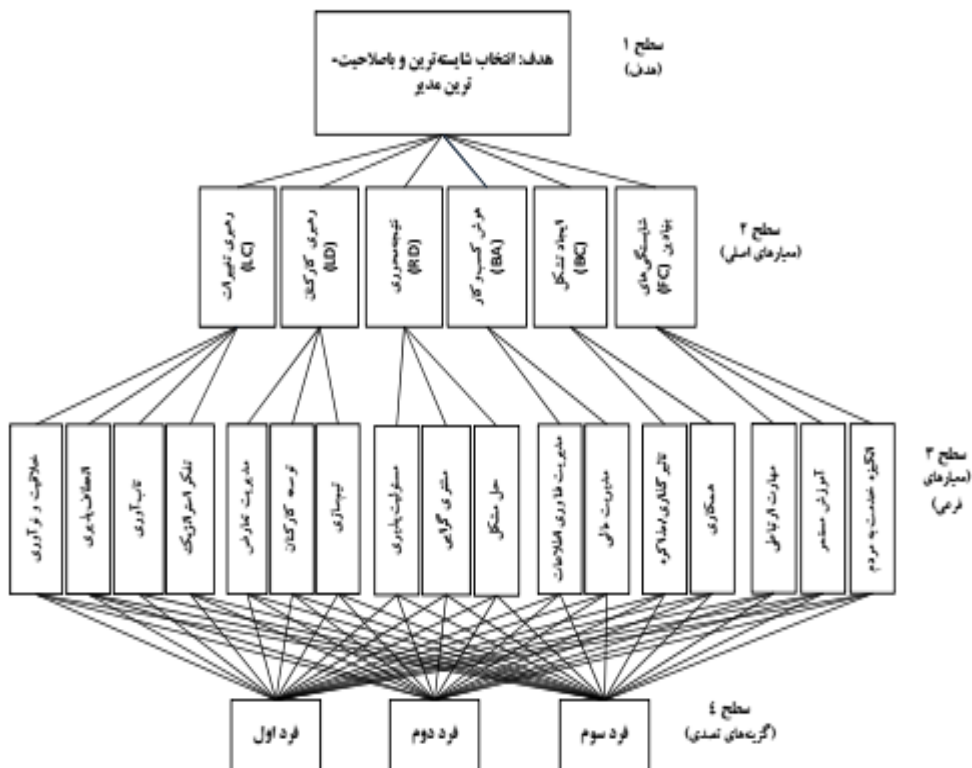 سطح ۱
(هدف)
هدف: انتخاب شایسته‌ترین و باصلاحیت-
ترین مدیر
سطح ۲
(معیارهای اصلی)
شایستگی‌های
بنیادین (FC)
ایجاد تشکل
(BC)
هوش کسب‌و‌کار
(BA)
نتیجه‌محوری
(RD)
رهبری کارکنان
(LD)
رهبری تغییرات
(LC)
سطح ۳
(معیارهای
فرعی)
انگیزه خدمت به مردم
آموزش مستمر
مهارت ارتباطی
همکاری
تاثیرگذاری/مذاکره
مدیریت مالی
مدیریت فناوری اطلاعات
حل مشکل
مشتری گرایی
مسئولیت‌پذیری
تیم‌سازی
توسعه کارکنان
مدیریت تعارض
تفکر استراتژیک
تاب‌آوری
انعطاف‌پذیری
خلاقیت و نوآوری
سطح ٤
(گزینه‌های تصدی)
فرد سوم
فرد دوم
فرد اول